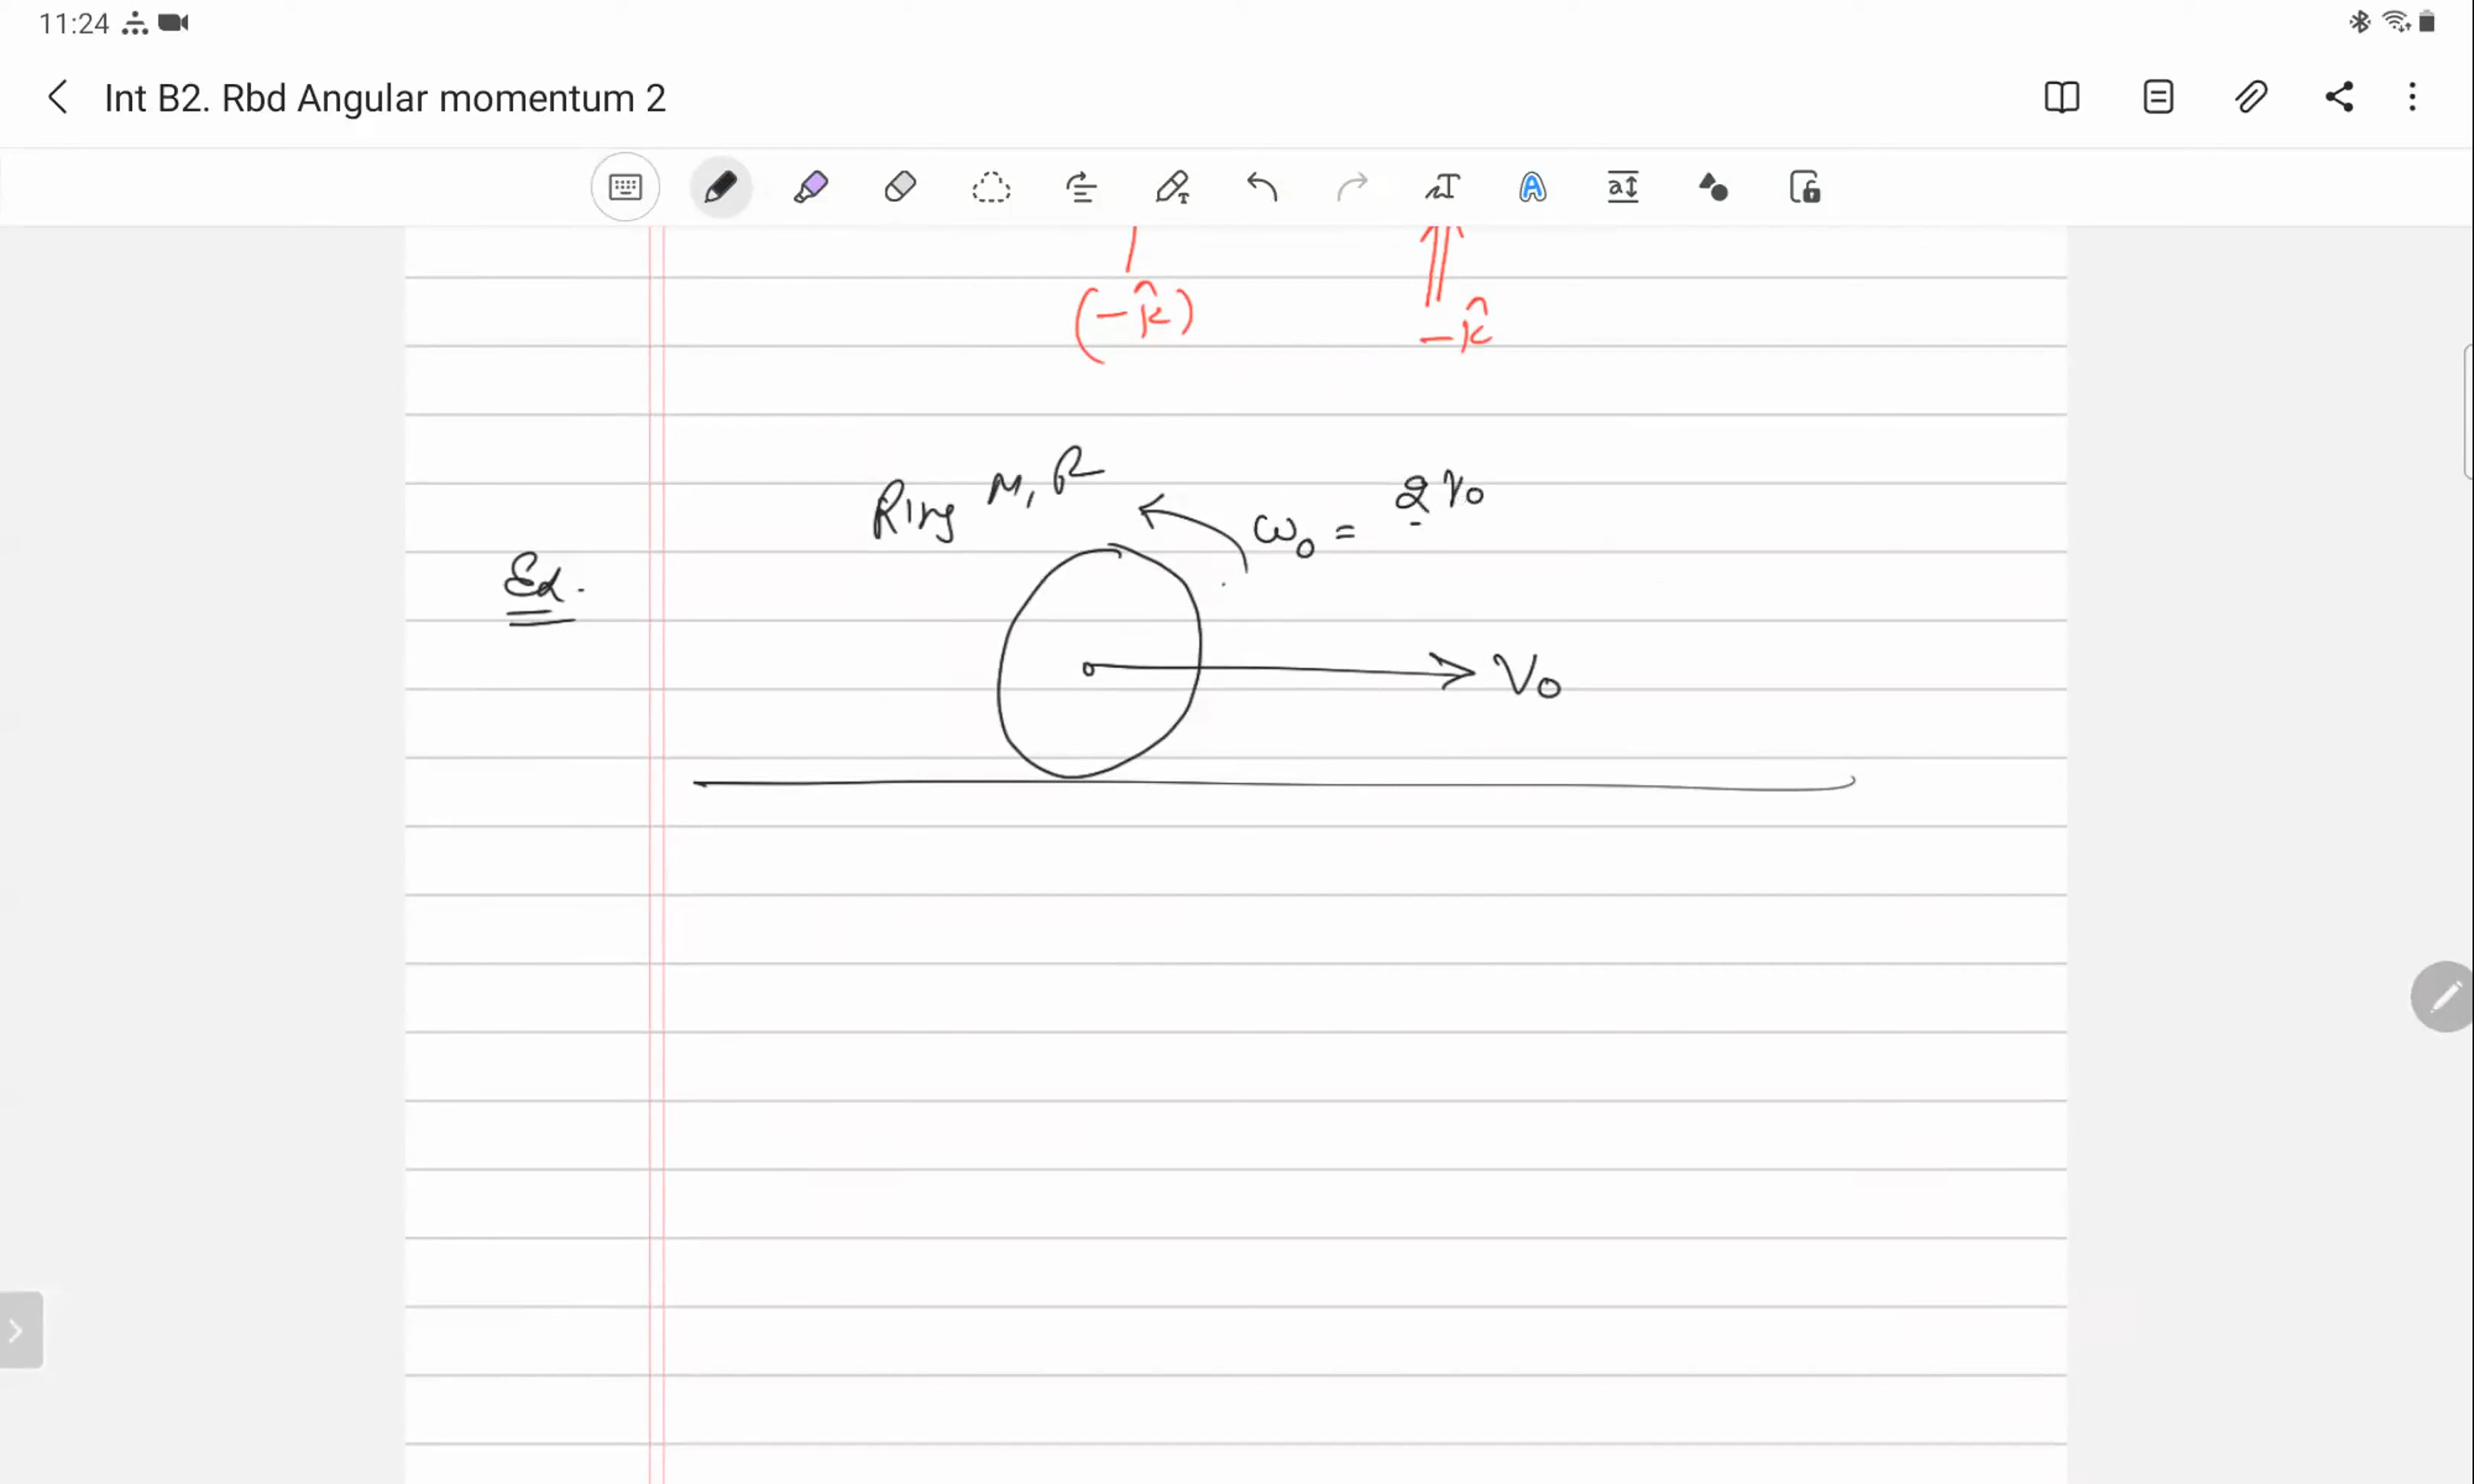 11:24
Int B2. Rbd Angular momentum 2
(-k̂)
-k̂
Ring M, R
ω₀ = 2V₀
Ex.
V₀